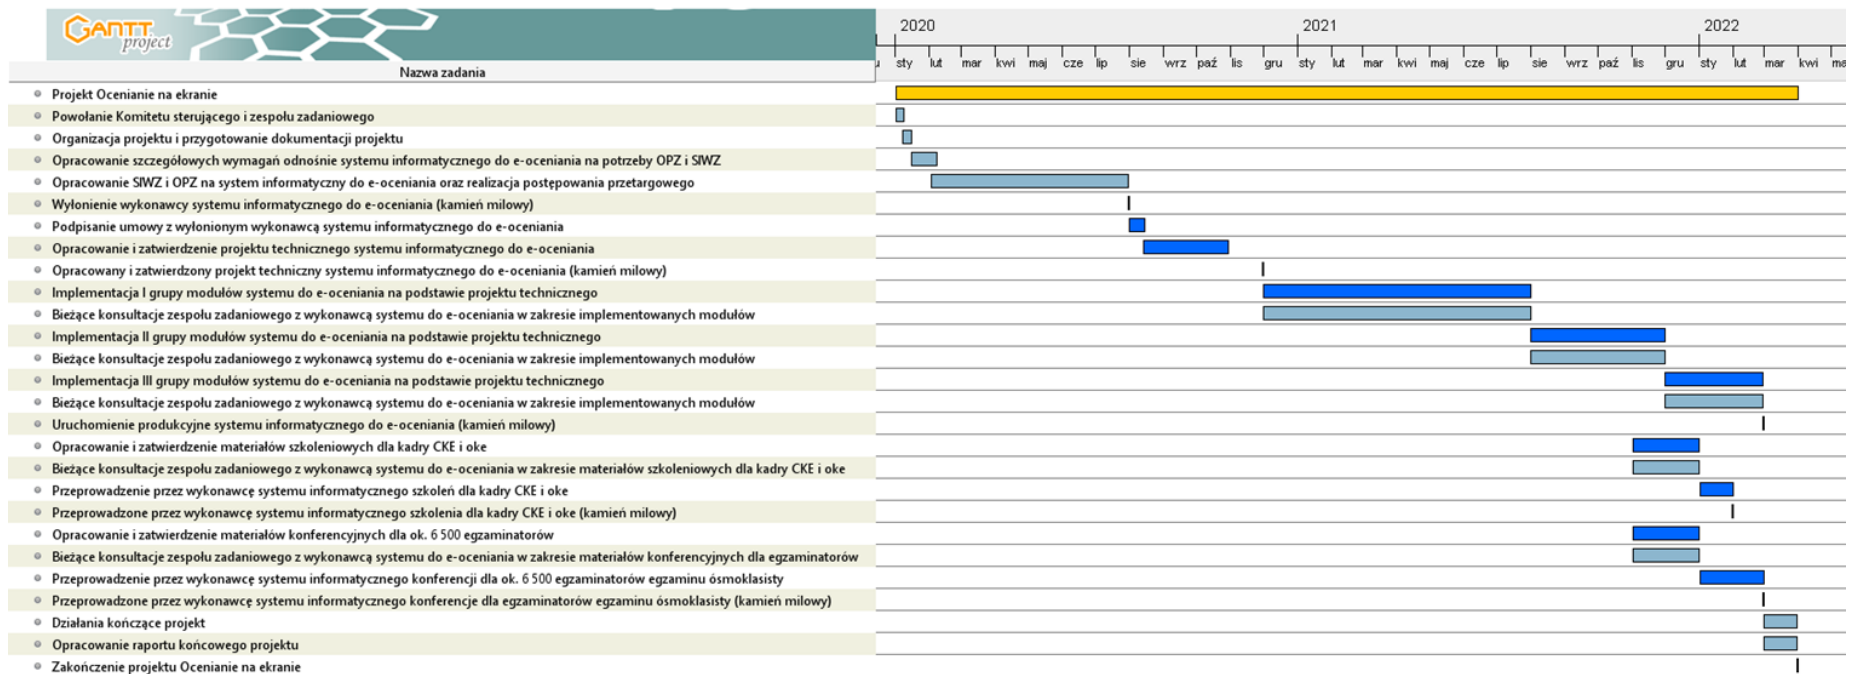 GANTT
project
2020 2021 2022
sty lut mar kwi maj cze lip sie wrz paź lis gru sty lut mar kwi maj cze lip sie wrz paź lis gru sty lut mar kwi
Nazwa zadania
Projekt Ocenianie na ekranie
Powołanie Komitetu sterującego i zespołu zadaniowego
Organizacja projektu i przygotowanie dokumentacji projektu
Opracowanie szczegółowych wymagań odnośnie systemu informatycznego do e-oceniania na potrzeby OPZ i SIWZ
Opracowanie SIWZ i OPZ na system informatyczny do e-oceniania oraz realizacja postępowania przetargowego
Wyłonienie wykonawcy systemu informatycznego do e-oceniania (kamień milowy)
Podpisanie umowy z wyłonionym wykonawcą systemu informatycznego do e-oceniania
Opracowanie i zatwierdzenie projektu technicznego systemu informatycznego do e-oceniania
Opracowany i zatwierdzony projekt techniczny systemu informatycznego do e-oceniania (kamień milowy)
Implementacja I grupy modułów systemu do e-oceniania na podstawie projektu technicznego
Bieżące konsultacje zespołu zadaniowego z wykonawcą systemu do e-oceniania w zakresie implementowanych modułów
Implementacja II grupy modułów systemu do e-oceniania na podstawie projektu technicznego
Bieżące konsultacje zespołu zadaniowego z wykonawcą systemu do e-oceniania w zakresie implementowanych modułów
Implementacja III grupy modułów systemu do e-oceniania na podstawie projektu technicznego
Bieżące konsultacje zespołu zadaniowego z wykonawcą systemu do e-oceniania w zakresie implementowanych modułów
Uruchomienie produkcyjne systemu informatycznego do e-oceniania (kamień milowy)
Opracowanie i zatwierdzenie materiałów szkoleniowych dla kadry CKE i oke
Bieżące konsultacje zespołu zadaniowego z wykonawcą systemu do e-oceniania w zakresie materiałów szkoleniowych dla kadry CKE i oke
Przeprowadzenie przez wykonawcę systemu informatycznego szkoleń dla kadry CKE i oke
Przeprowadzone przez wykonawcę systemu informatycznego szkolenia dla kadry CKE i oke (kamień milowy)
Opracowanie i zatwierdzenie materiałów konferencyjnych dla ok. 6 500 egzaminatorów
Bieżące konsultacje zespołu zadaniowego z wykonawcą systemu do e-oceniania w zakresie materiałów konferencyjnych dla egzaminatorów
Przeprowadzenie przez wykonawcę systemu informatycznego konferencji dla ok. 6 500 egzaminatorów egzaminu ósmoklasisty
Przeprowadzone przez wykonawcę systemu informatycznego konferencje dla egzaminatorów egzaminu ósmoklasisty (kamień milowy)
Działania kończące projekt
Opracowanie raportu końcowego projektu
Zakończenie projektu Ocenianie na ekranie